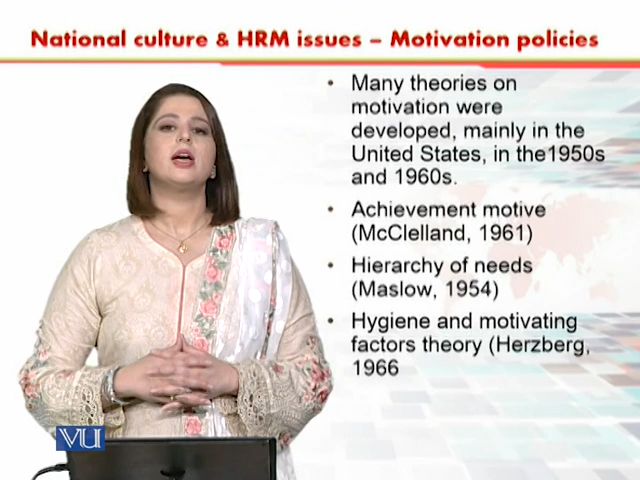 National culture & HRM issues – Motivation policies
• Many theories on
motivation were
developed, mainly in the
United States, in the1950s
and 1960s.
• Achievement motive
(McClelland, 1961)
• Hierarchy of needs
(Maslow, 1954)
• Hygiene and motivating
factors theory (Herzberg,
1966
VU